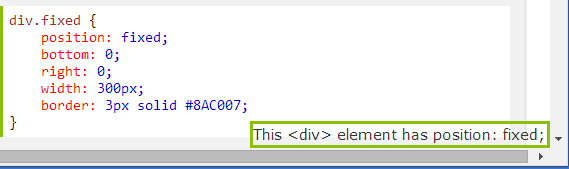 div.fixed {
    position: fixed;
    bottom: 0;
    right: 0;
    width: 300px;
    border: 3px solid #8AC007;
}
This <div> element has position: fixed;